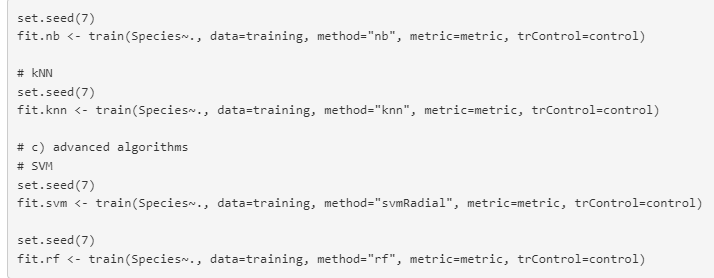 set.seed(7)
fit.nb <- train(Species~., data=training, method="nb", metric=metric, trControl=control)
# kNN
set.seed(7)
fit.knn <- train(Species~., data=training, method="knn", metric=metric, trControl=control)
# c) advanced algorithms
# SVM
set.seed(7)
fit.svm <- train(Species~., data=training, method="svmRadial", metric=metric, trControl=control)
set.seed(7)
fit.rf <- train(Species~., data=training, method="rf", metric=metric, trControl=control)